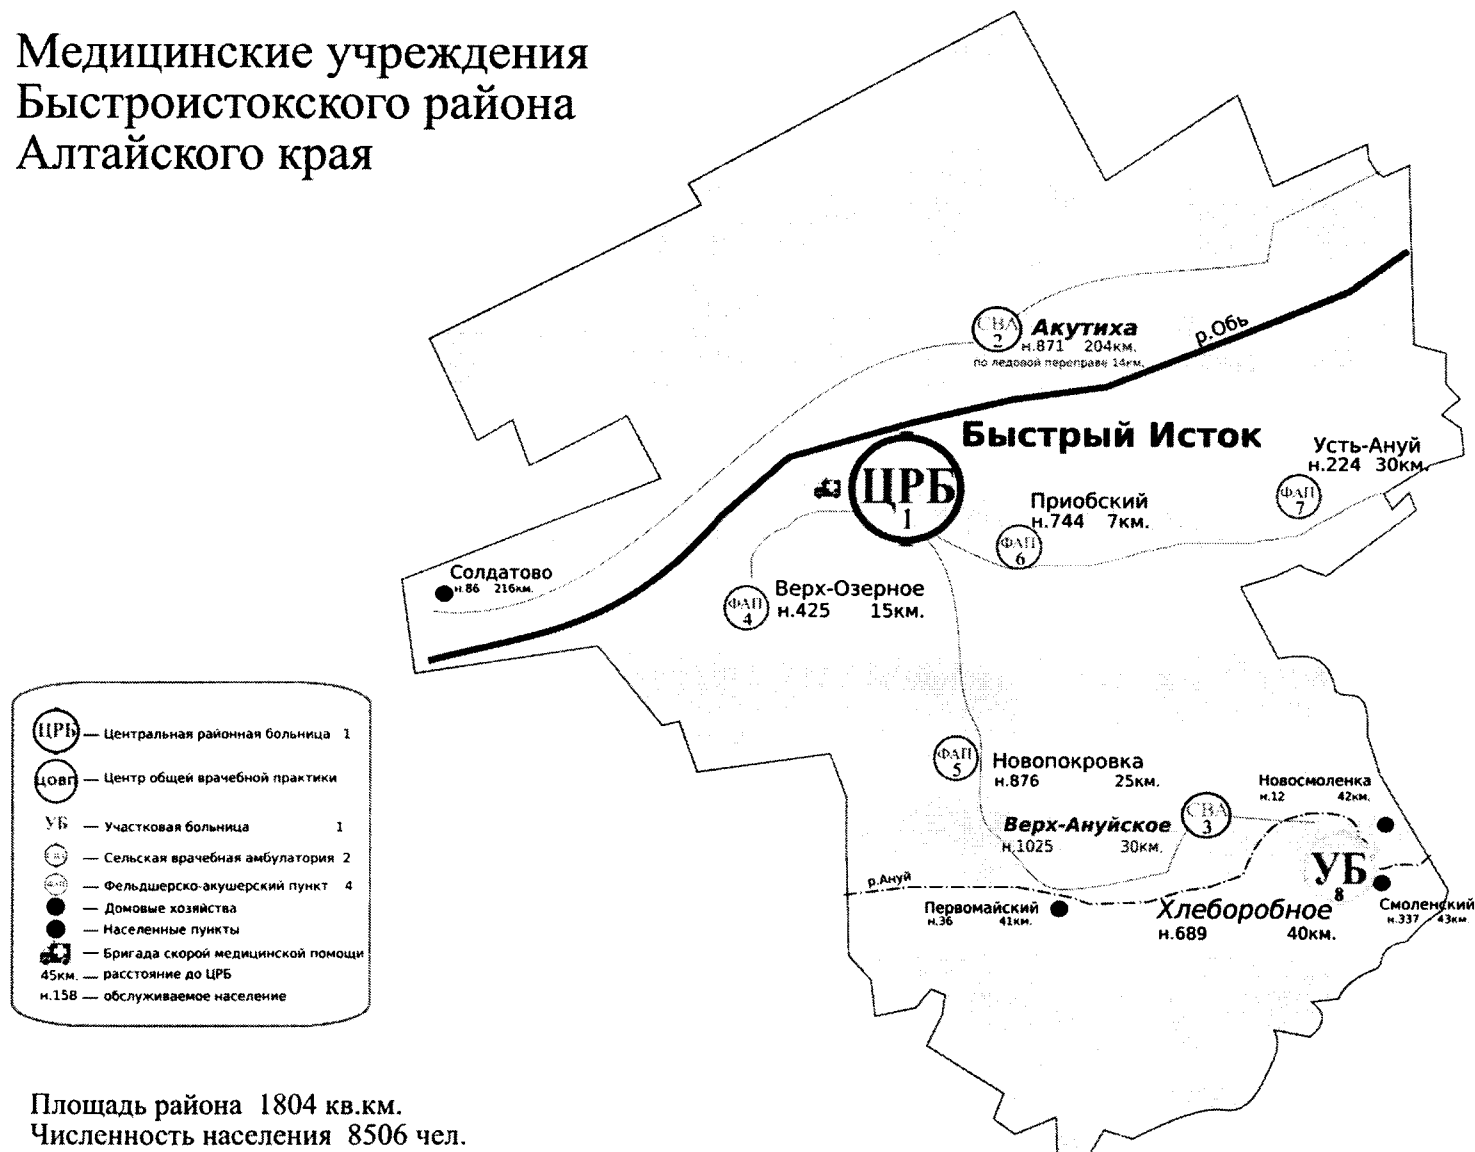 Медицинские учреждения
Быстроистокского района
Алтайского края
СВА
2
Акутиха
н.871 204км.
по ледовой переправе 14км.
р.Обь
Быстрый Исток
ЦРБ
1
Усть-Ануй
н.224 30км.
ФАП
7
Приобский
н.744 7км.
ФАП
6
Солдатово
н.86 216км.
Верх-Озерное
н.425 15км.
ФАП
4
ФАП
5
Новопокровка
н.876 25км.
Новосмоленка
н.12 42км.
Верх-Ануйское
н.1025 30км.
СВА
3
р.Ануй
УБ
8
Первомайский
н.36 41км.
Хлеборобное
н.689 40км.
Смоленский
н.337 43км.
ЦРБ — Центральная районная больница 1
ЦОВП — Центр общей врачебной практики
УБ — Участковая больница 1
СВА — Сельская врачебная амбулатория 2
ФАП — Фельдшерско-акушерский пункт 4
— Домовые хозяйства
— Населенные пункты
— Бригада скорой медицинской помощи
45км. — расстояние до ЦРБ
н.158 — обслуживаемое население
Площадь района 1804 кв.км.
Численность населения 8506 чел.